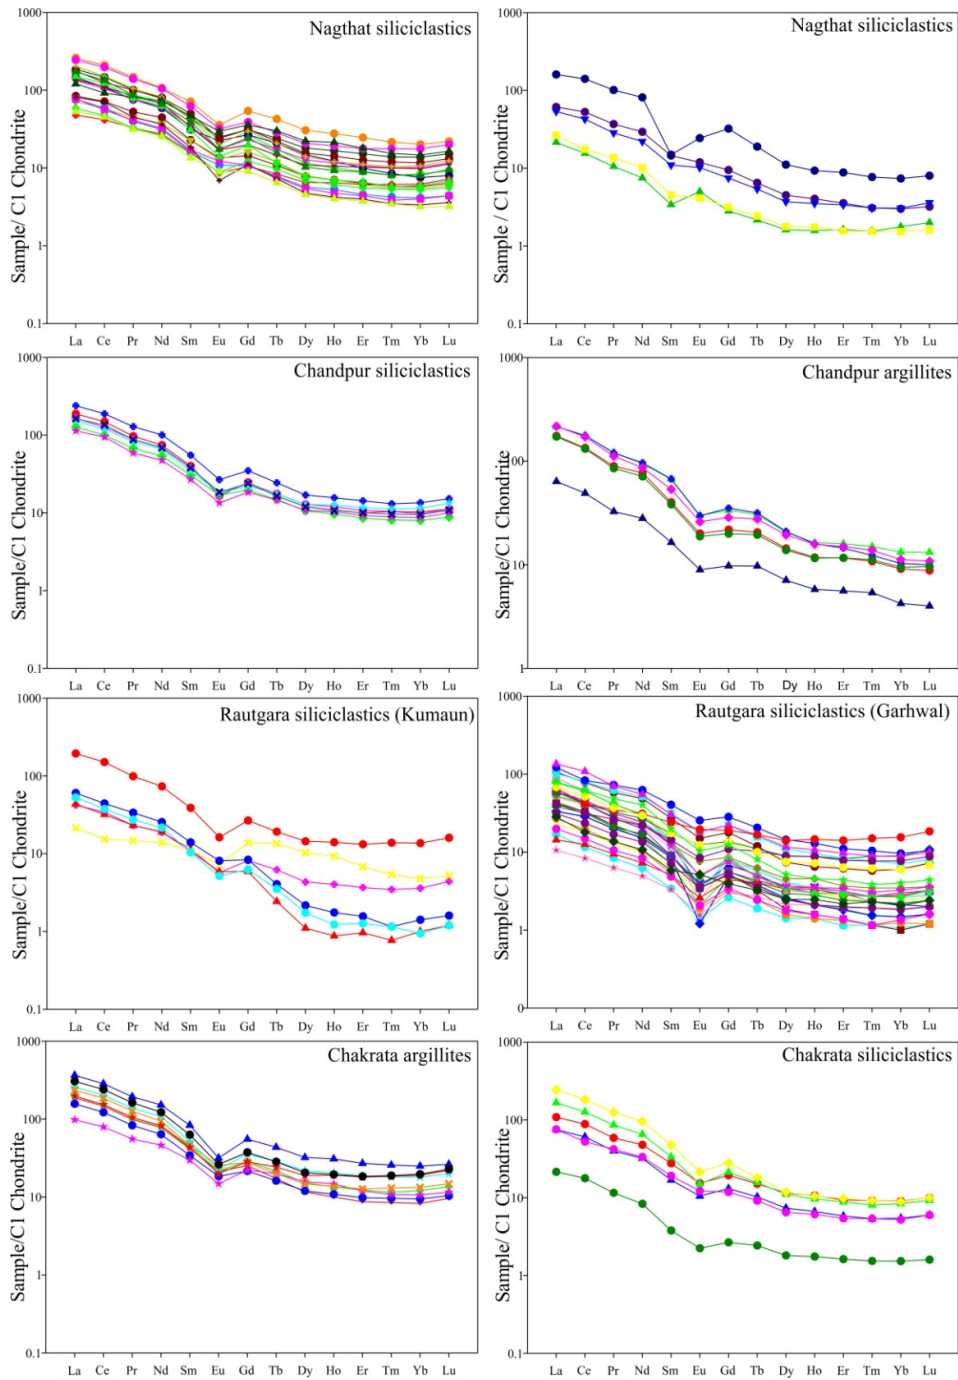 Nagthat siliciclastics
Sample/ C1 Chondrite
1000
100
10
1
0.1
La Ce Pr Nd Sm Eu Gd Tb Dy Ho Er Tm Yb Lu
Nagthat siliciclastics
Sample / C1 Chondrite
1000
100
10
1
0.1
La Ce Pr Nd Sm Eu Gd Tb Dy Ho Er Tm Yb Lu
Chandpur siliciclastics
Sample/C1 Chondrite
1000
100
10
1
0.1
La Ce Pr Nd Sm Eu Gd Tb Dy Ho Er Tm Yb Lu
Chandpur argillites
Sample/C1 Chondrite
1000
100
10
1
La Ce Pr Nd Sm Eu Gd Tb Dy Ho Er Tm Yb Lu
Rautgara siliciclastics (Kumaun)
Sample/C1 Chondrite
1000
100
10
1
0.1
La Ce Pr Nd Sm Eu Gd Tb Dy Ho Er Tm Yb Lu
Rautgara siliciclastics (Garhwal)
Sample/C1 Chondrite
1000
100
10
1
0
La Ce Pr Nd Sm Eu Gd Tb Dy Ho Er Tm Yb Lu
Chakrata argillites
Sample/C1 Chondrite
1000
100
10
1
0.1
La Ce Pr Nd Sm Eu Gd Tb Dy Ho Er Tm Yb Lu
Chakrata siliciclastics
Sample/ C1 Chondrite
1000
100
10
1
0.1
La Ce Pr Nd Sm Eu Gd Tb Dy Ho Er Tm Yb Lu